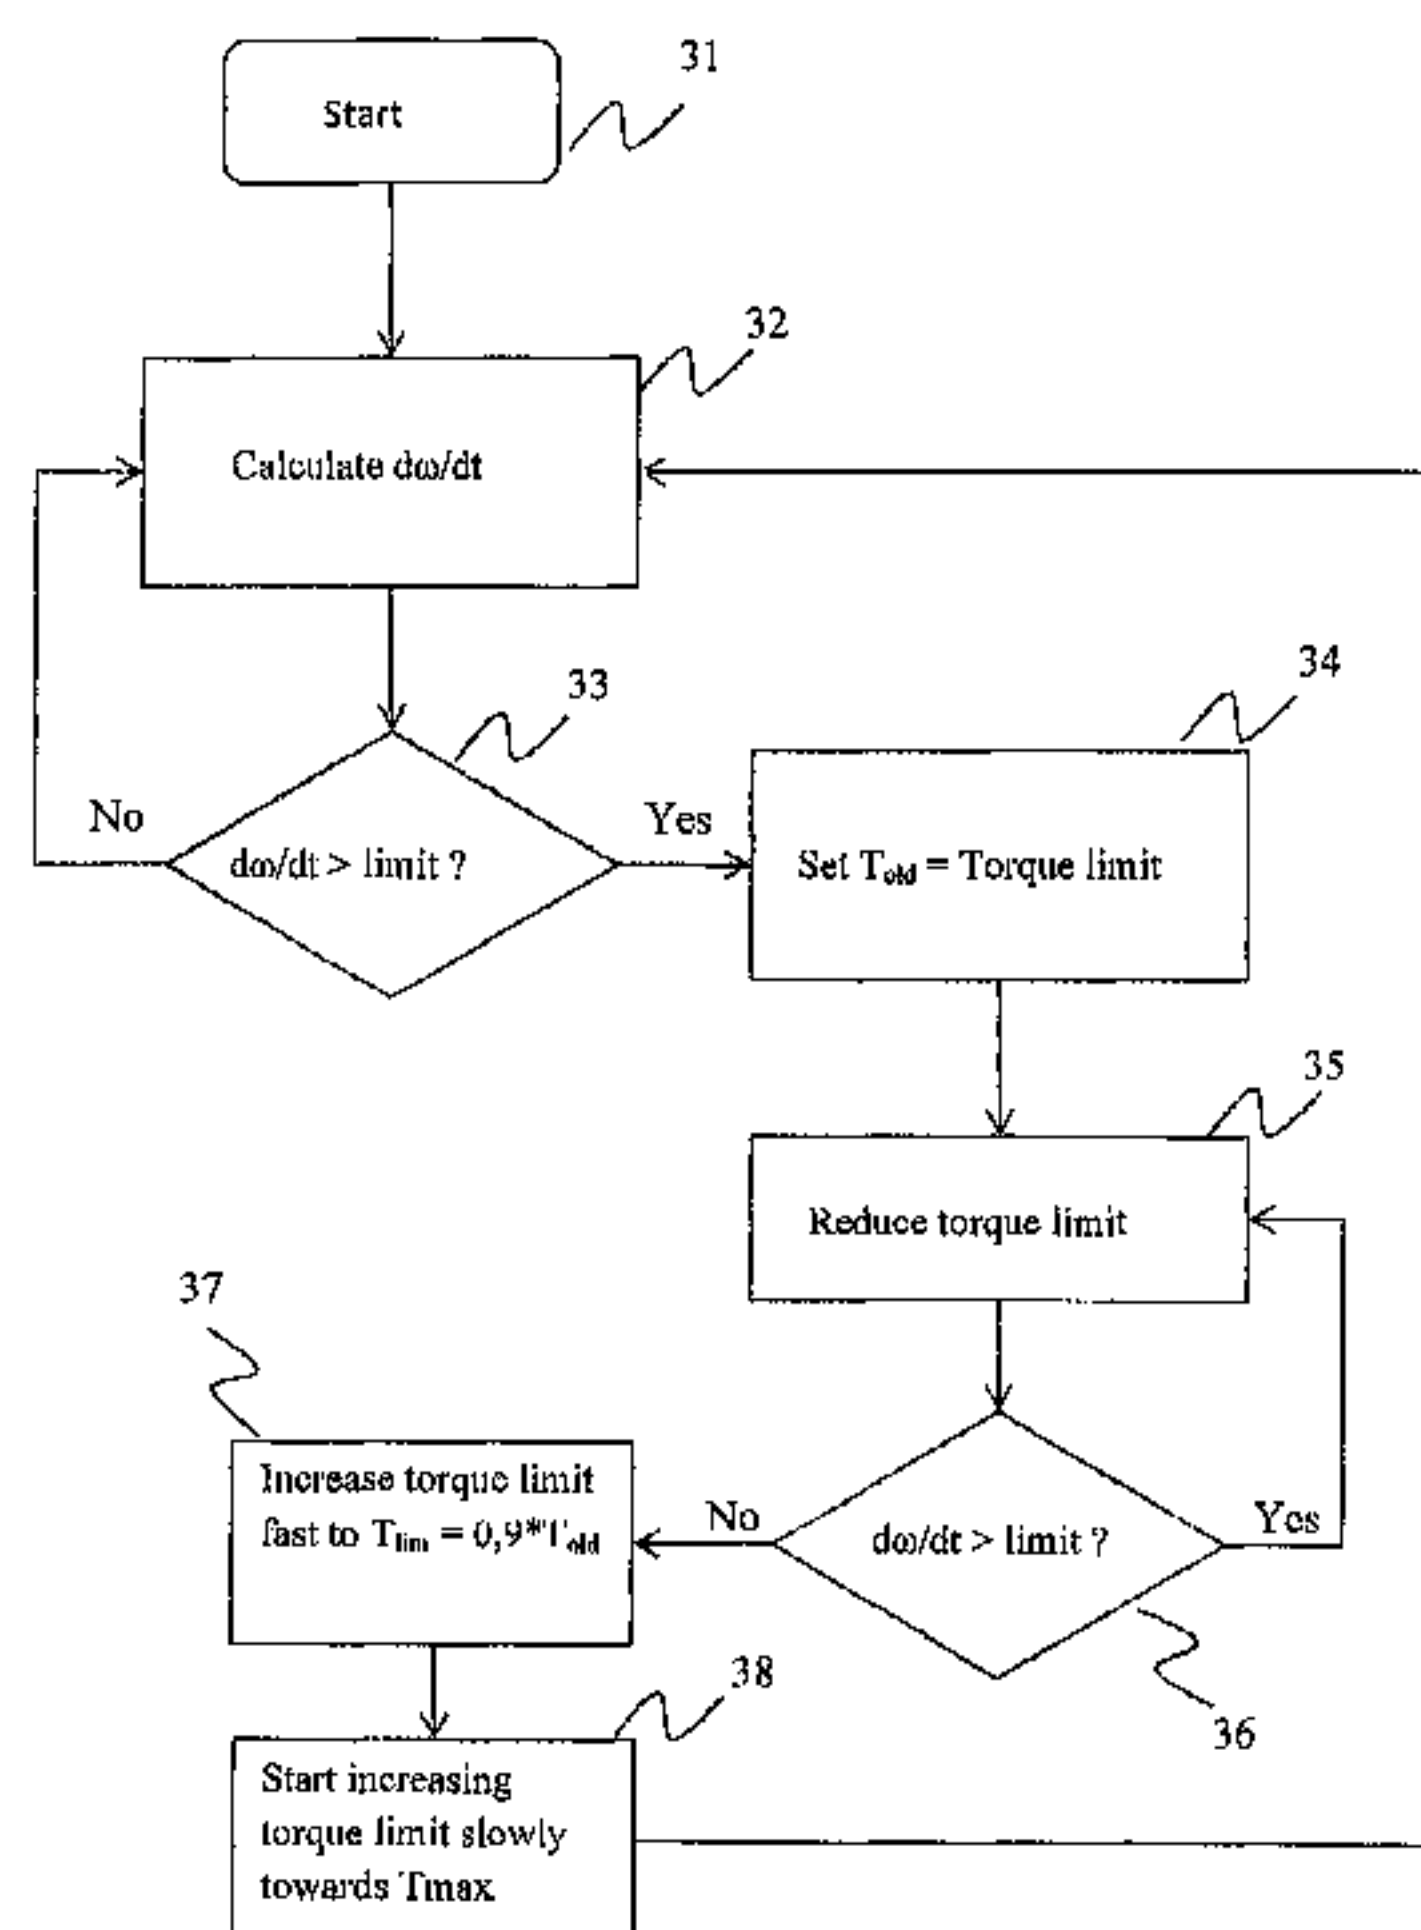 31
Start
32
Calculate dω/dt
33
34
No
Yes
dω/dt > limit ?
Set Told = Torque limit
35
Reduce torque limit
37
Increase torque limit
fast to Tlim = 0,9*Told
No
Yes
dω/dt > limit ?
38
36
Start increasing
torque limit slowly
towards Tmax